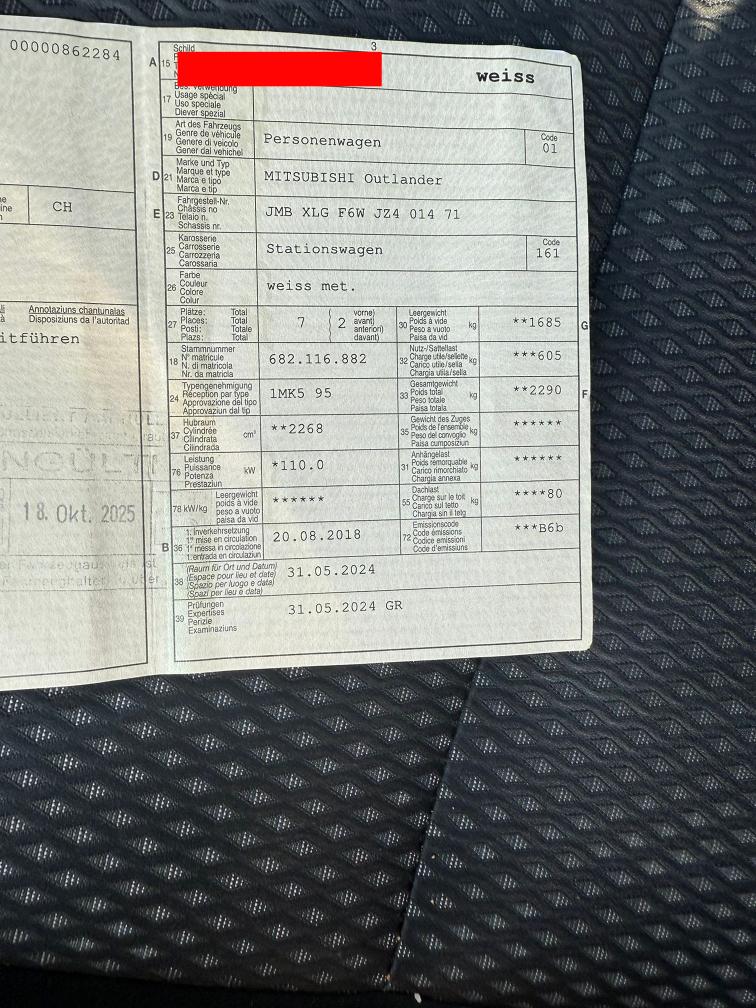 00000862284
CH
Annotaziuns chantunalas
Disposiziuns da l'autoritad
itführen
18. Okt. 2025
3
A 15 Schild
weiss
17 Usage spécial
Uso speciale
Diever spezial
19 Art des Fahrzeugs
Genre de véhicule
Genere di veicolo
Gener dal vehichel
Personenwagen
Code
01
D 21 Marke und Typ
Marque et type
Marca e tipo
Marca e tip
MITSUBISHI Outlander
E 23 Fahrgestell-Nr.
Châssis no
Telaio n.
Schassis nr.
JMB XLG F6W JZ4 014 71
25 Karosserie
Carrosserie
Carrozzeria
Carossaria
Stationswagen
Code
161
26 Farbe
Couleur
Colore
Colur
weiss met.
27 Plätze: Total
Places: Total
Posti: Totale
Plazs: Total
7
2
vorne)
avant)
anteriori)
davant)
30 Leergewicht
Poids à vide
Peso a vuoto
Paisa da vid
kg
**1685
G
18 Stammnummer
N° matricule
N. di matricola
Nr. da matricla
682.116.882
32 Nutz-/Sattellast
Charge utile/sellette
Carico utile/sella
Chargia utila/sella
kg
***605
24 Typengenehmigung
Réception par type
Approvazione del tipo
Approvaziun dal tip
1MK5 95
33 Gesamtgewicht
Poids total
Peso totale
Paisa totala
kg
**2290
F
37 Hubraum
Cylindrée
Cilindrata
Cilindrada
cm³
**2268
35 Gewicht des Zuges
Poids de l'ensemble
Peso del convoglio
Paisa cumposiziun
kg
******
76 Leistung
Puissance
Potenza
Prestaziun
kW
*110.0
31 Anhängelast
Poids remorquable
Carico rimorchiato
Chargia annexa
kg
******
78 kW/kg
Leergewicht
poids à vide
peso a vuoto
paisa da vid
******
55 Dachlast
Charge sur le toit
Carico sul tetto
Chargia sin il tetg
kg
****80
B 36 1. Inverkehrsetzung
1re mise en circulation
1a messa in circolazione
1. entrada en circulaziun
20.08.2018
72 Emissionscode
Code émissions
Codice emissioni
Code d'emissiuns
***B6b
38 (Raum für Ort und Datum)
(Espace pour lieu et date)
(Spazio per luogo e data)
(Spazi per lieu e data)
31.05.2024
39 Prüfungen
Expertises
Perizie
Examinaziuns
31.05.2024 GR